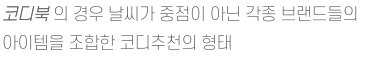 코디북 의 경우 날씨가 중점이 아닌 각종 브랜드들의
아이템을 조합한 코디추천의 형태